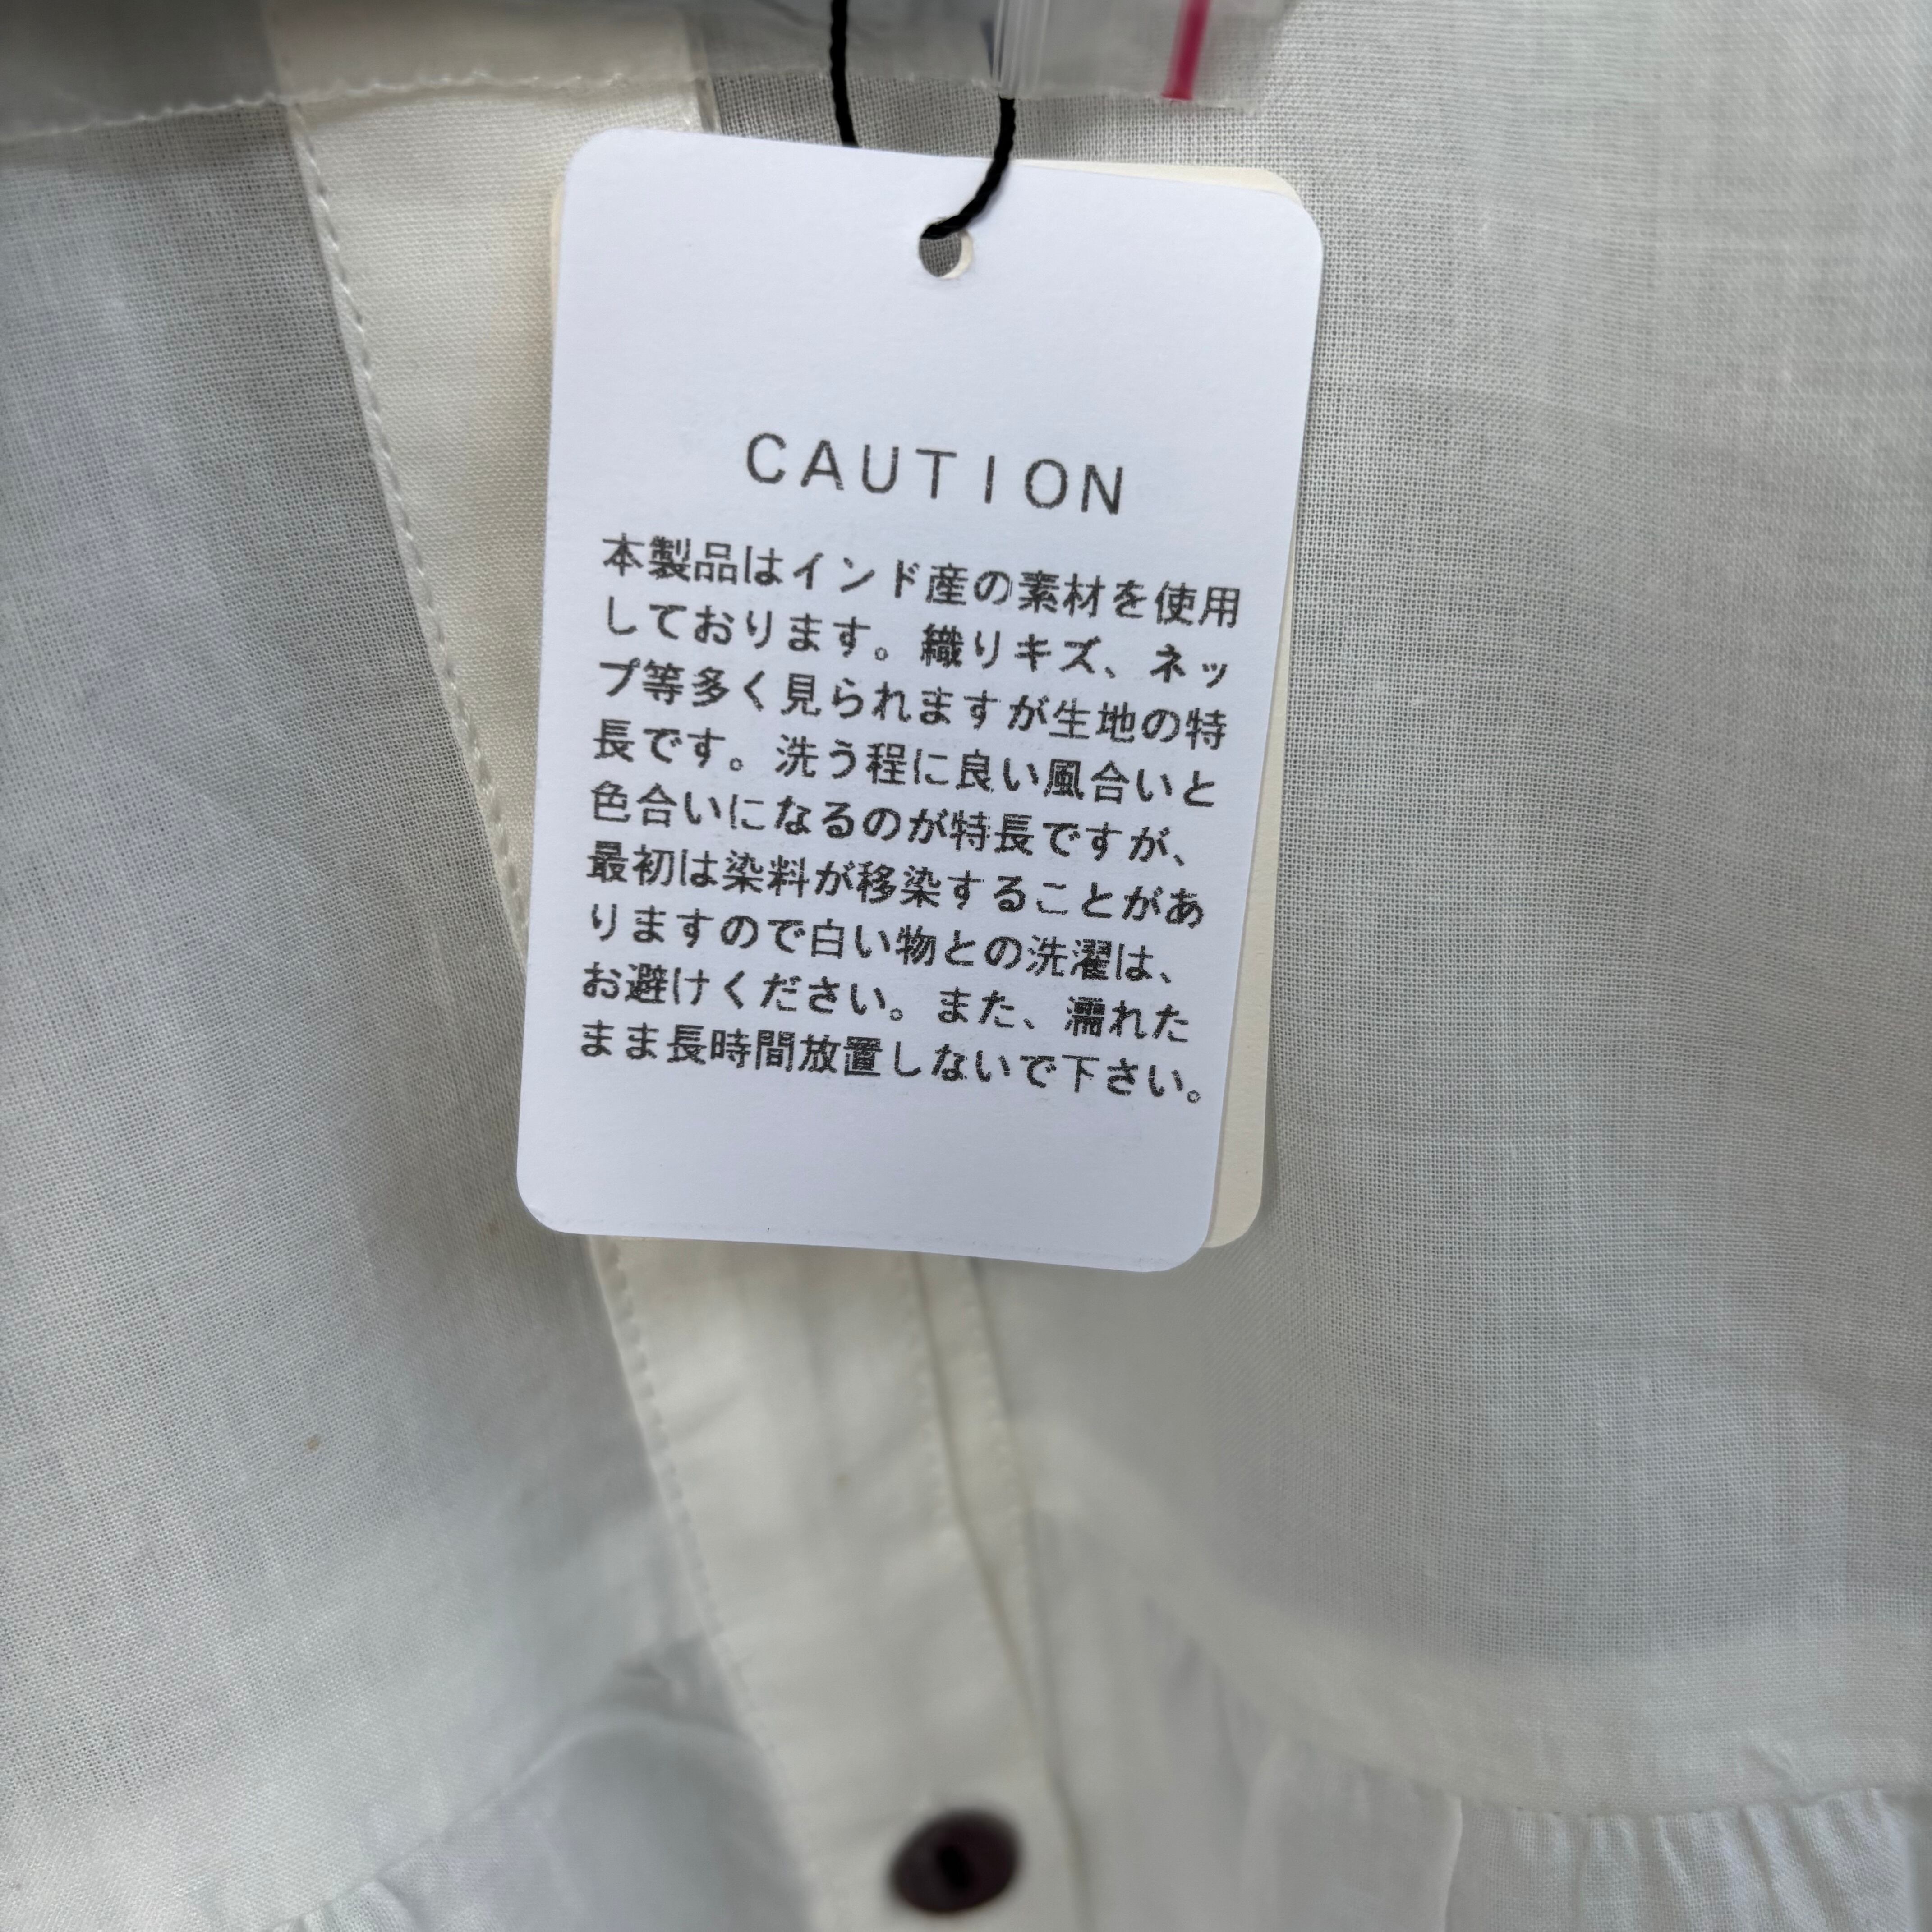 CAUTION
本製品はインド産の素材を使用
しております。織りキズ、ネッ
プ等多く見られますが生地の特
長です。洗う程に良い風合いと
色合いになるのが特長ですが、
最初は染料が移染することがあ
りますので白い物との洗濯は、
お避けください。また、濡れた
まま長時間放置しないで下さい。